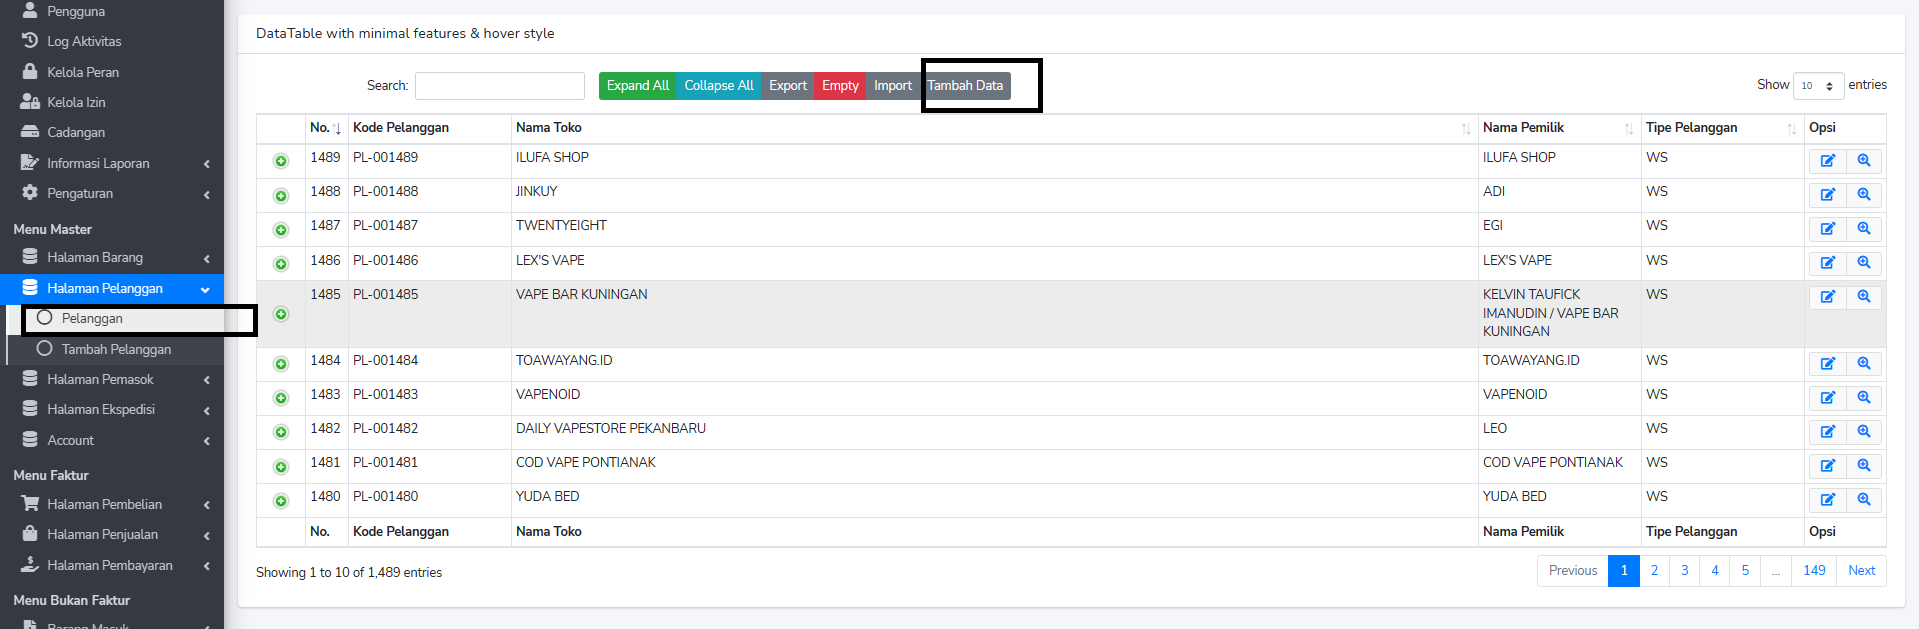 Pengguna
Log Aktivitas
Kelola Peran
Kelola Izin
Cadangan
Informasi Laporan
Pengaturan
Menu Master
Halaman Barang
Halaman Pelanggan
Pelanggan
Tambah Pelanggan
Halaman Pemasok
Halaman Ekspedisi
Account
Menu Faktur
Halaman Pembelian
Halaman Penjualan
Halaman Pembayaran
Menu Bukan Faktur
Barang Masuk
DataTable with minimal features & hover style
Search: Expand All Collapse All Export Empty Import Tambah Data Show 10 entries
No. Kode Pelanggan Nama Toko Nama Pemilik Tipe Pelanggan Opsi
1489 PL-001489 ILUFA SHOP ILUFA SHOP WS
1488 PL-001488 JINKUY ADI WS
1487 PL-001487 TWENTYEIGHT EGI WS
1486 PL-001486 LEX'S VAPE LEX'S VAPE WS
1485 PL-001485 VAPE BAR KUNINGAN KELVIN TAUFICK WS
IMANUDIN / VAPE BAR
KUNINGAN
1484 PL-001484 TOAWAYANG.ID TOAWAYANG.ID WS
1483 PL-001483 VAPENOID VAPENOID WS
1482 PL-001482 DAILY VAPESTORE PEKANBARU LEO WS
1481 PL-001481 COD VAPE PONTIANAK COD VAPE PONTIANAK WS
1480 PL-001480 YUDA BED YUDA BED WS
No. Kode Pelanggan Nama Toko Nama Pemilik Tipe Pelanggan Opsi
Showing 1 to 10 of 1,489 entries
Previous 1 2 3 4 5 ... 149 Next